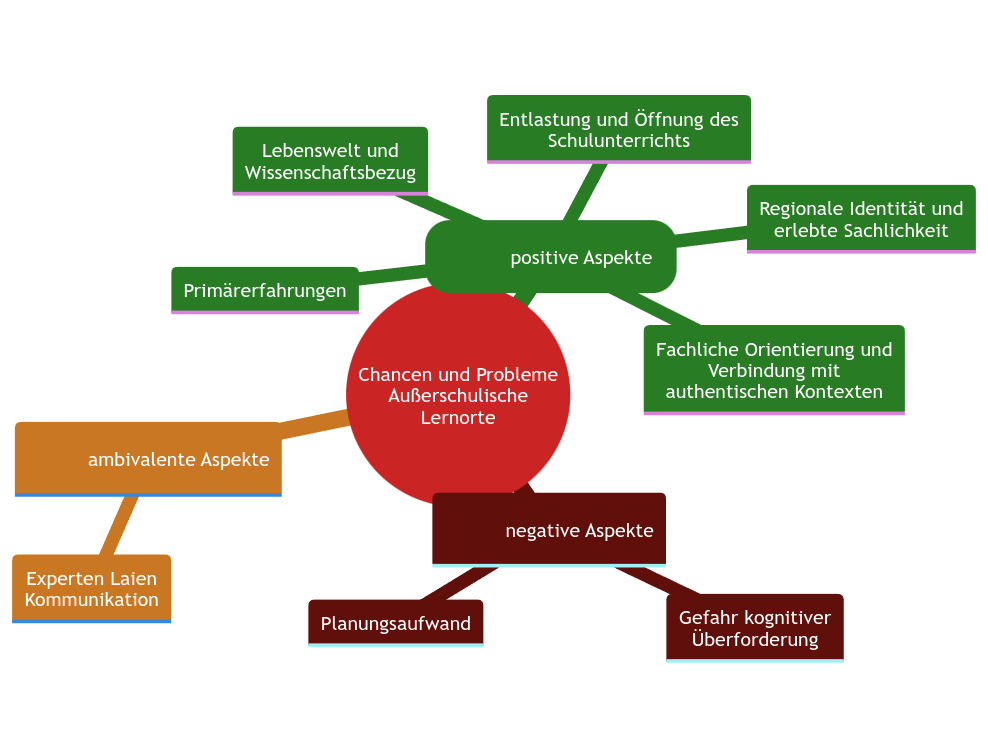 Entlastung und Öffnung des
Schulunterrichts
Lebenswelt und
Wissenschaftsbezug
Regionale Identität und
erlebte Sachlichkeit
positive Aspekte
Primärerfahrungen
Fachliche Orientierung und
Verbindung mit
authentischen Kontexten
Chancen und Probleme
Außerschulische
Lernorte
ambivalente Aspekte
negative Aspekte
Experten Laien
Kommunikation
Planungsaufwand
Gefahr kognitiver
Überforderung